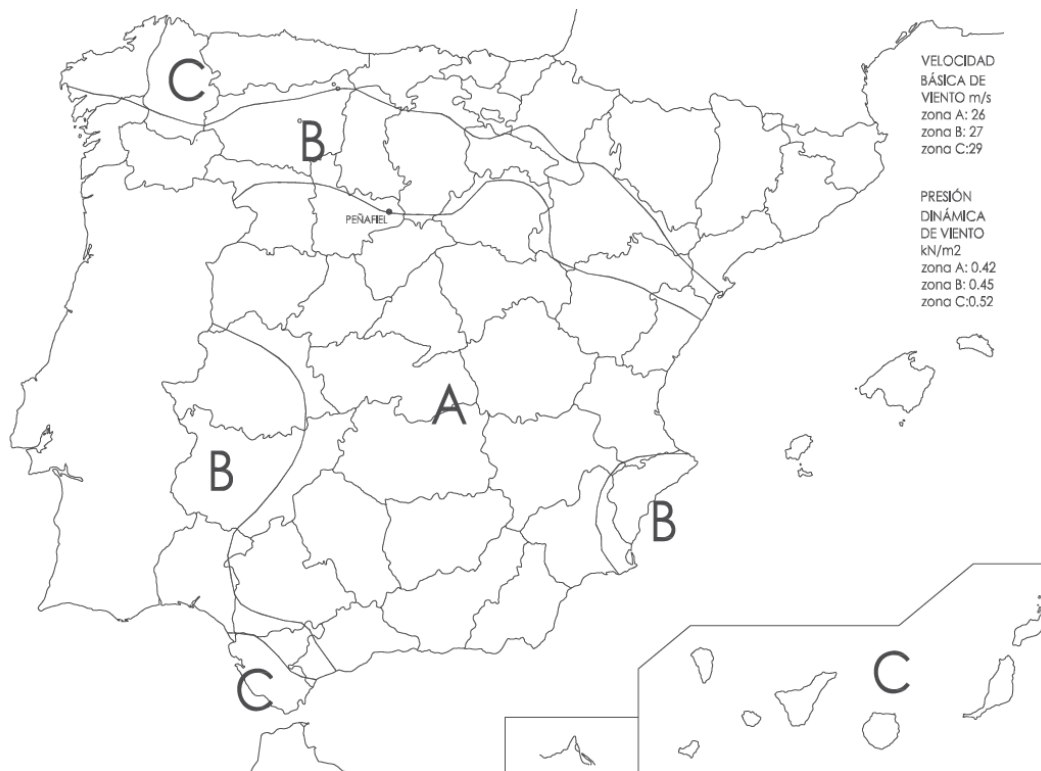 C
VELOCIDAD
BÁSICA DE
VIENTO m/s
zona A: 26
zona B: 27
zona C:29
B
PRESIÓN
DINÁMICA
DE VIENTO
kN/m2
zona A: 0.42
zona B: 0.45
zona C:0.52
PEÑAFIEL
A
B
B
C
C